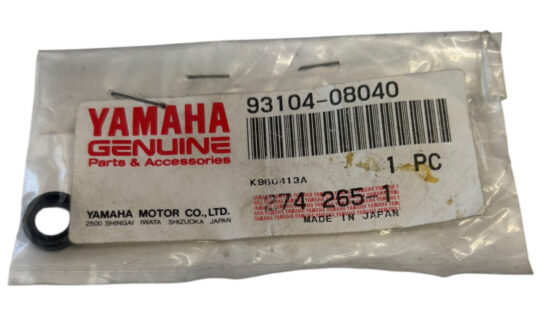 YAMAHA
GENUINE
Parts & Accessories
YAMAHA MOTOR CO., LTD.
2500 SHINGAI IWATA SHIZUOKA JAPAN
93104-08040
1 PC
K960413A
274 265-1
MADE IN JAPAN